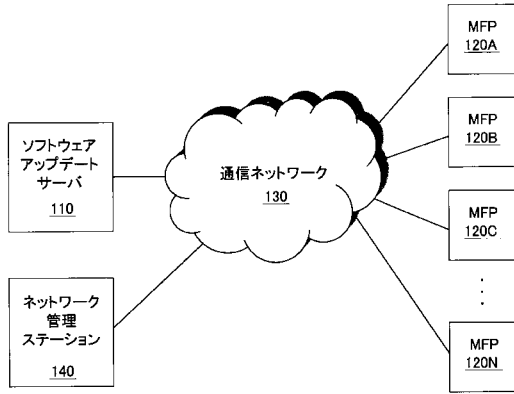 ソフトウェア
アップデート
サーバ
110
ネットワーク
管理
ステーション
140
通信ネットワーク
130
MFP
120A
MFP
120B
MFP
120C
MFP
120N